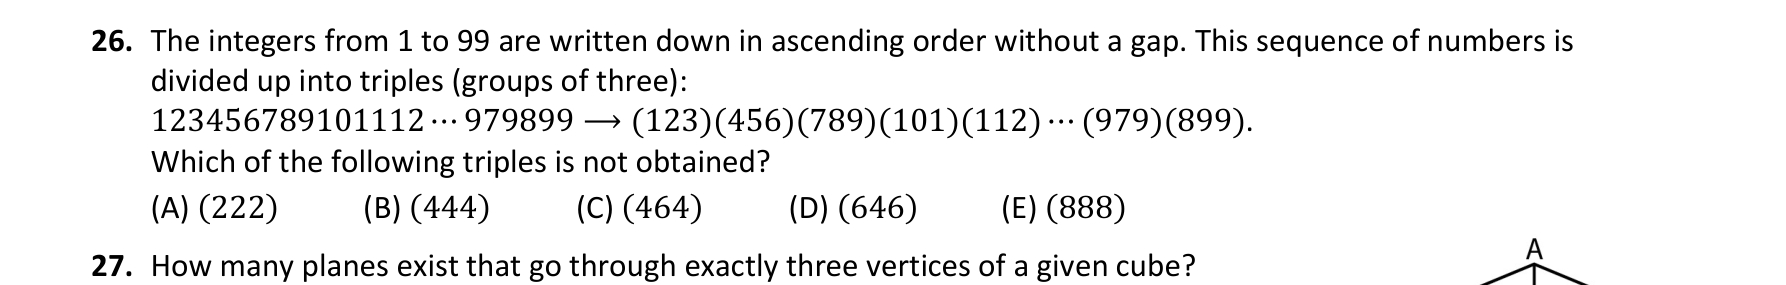 26. The integers from 1 to 99 are written down in ascending order without a gap. This sequence of numbers is
divided up into triples (groups of three):
123456789101112 ⋯ 979899 ⟶ (123)(456)(789)(101)(112) ⋯ (979)(899).
Which of the following triples is not obtained?
(A) (222) (B) (444) (C) (464) (D) (646) (E) (888)
A
27. How many planes exist that go through exactly three vertices of a given cube?